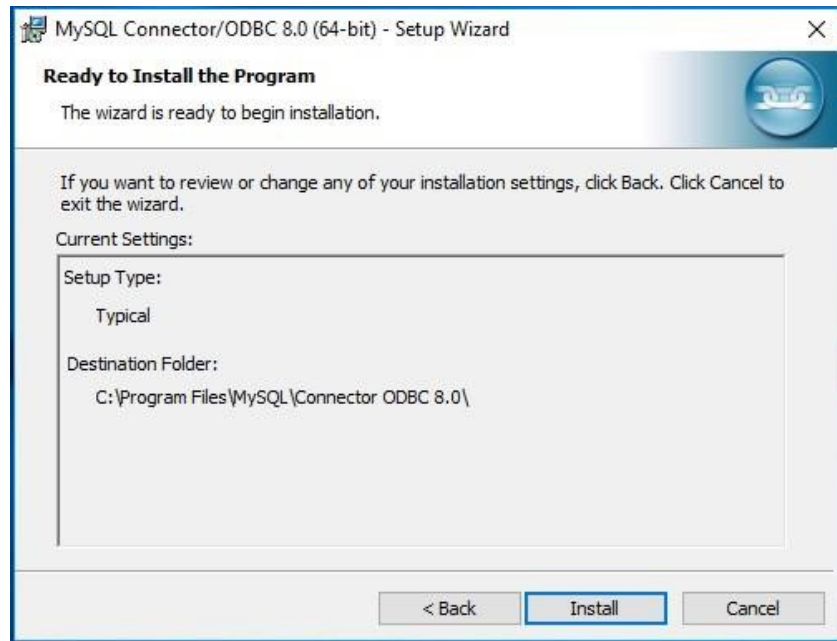 MySQL Connector/ODBC 8.0 (64-bit) - Setup Wizard
Ready to Install the Program
The wizard is ready to begin installation.
If you want to review or change any of your installation settings, click Back. Click Cancel to
exit the wizard.
Current Settings:
Setup Type:
Typical
Destination Folder:
C:\Program Files\MySQL\Connector ODBC 8.0\
< Back Install Cancel